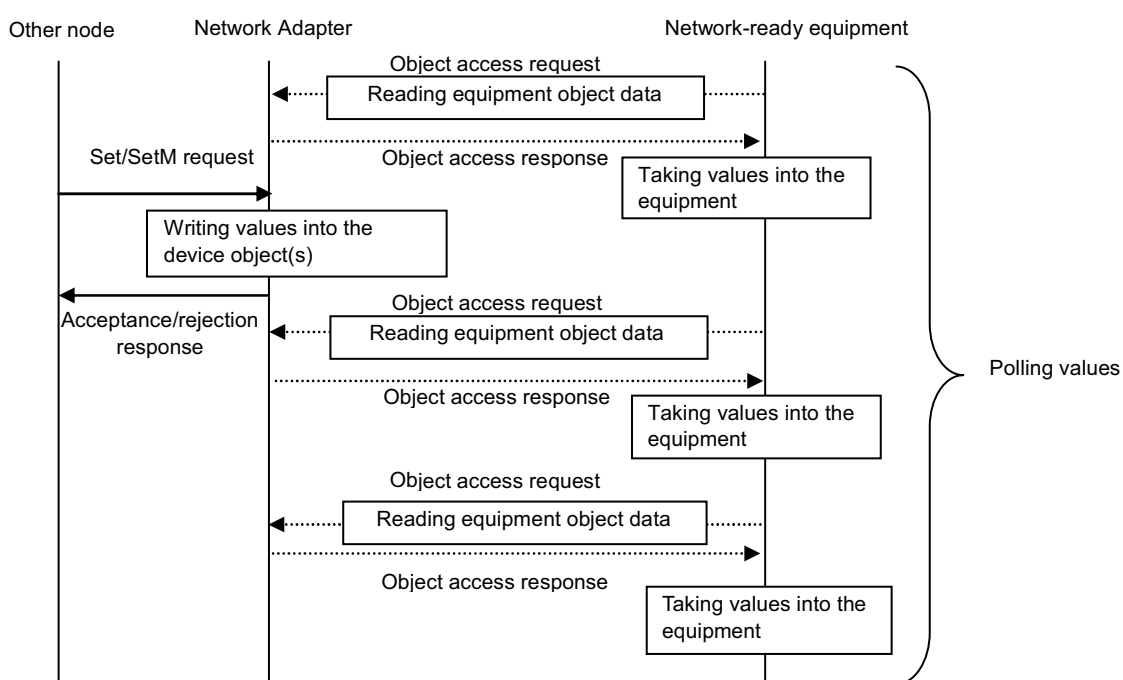 Other node
Network Adapter
Network-ready equipment
Object access request
Reading equipment object data
Set/SetM request
Object access response
Taking values into the
equipment
Writing values into the
device object(s)
Object access request
Acceptance/rejection
response
Reading equipment object data
Polling values
Object access response
Taking values into the
equipment
Object access request
Reading equipment object data
Object access response
Taking values into the
equipment